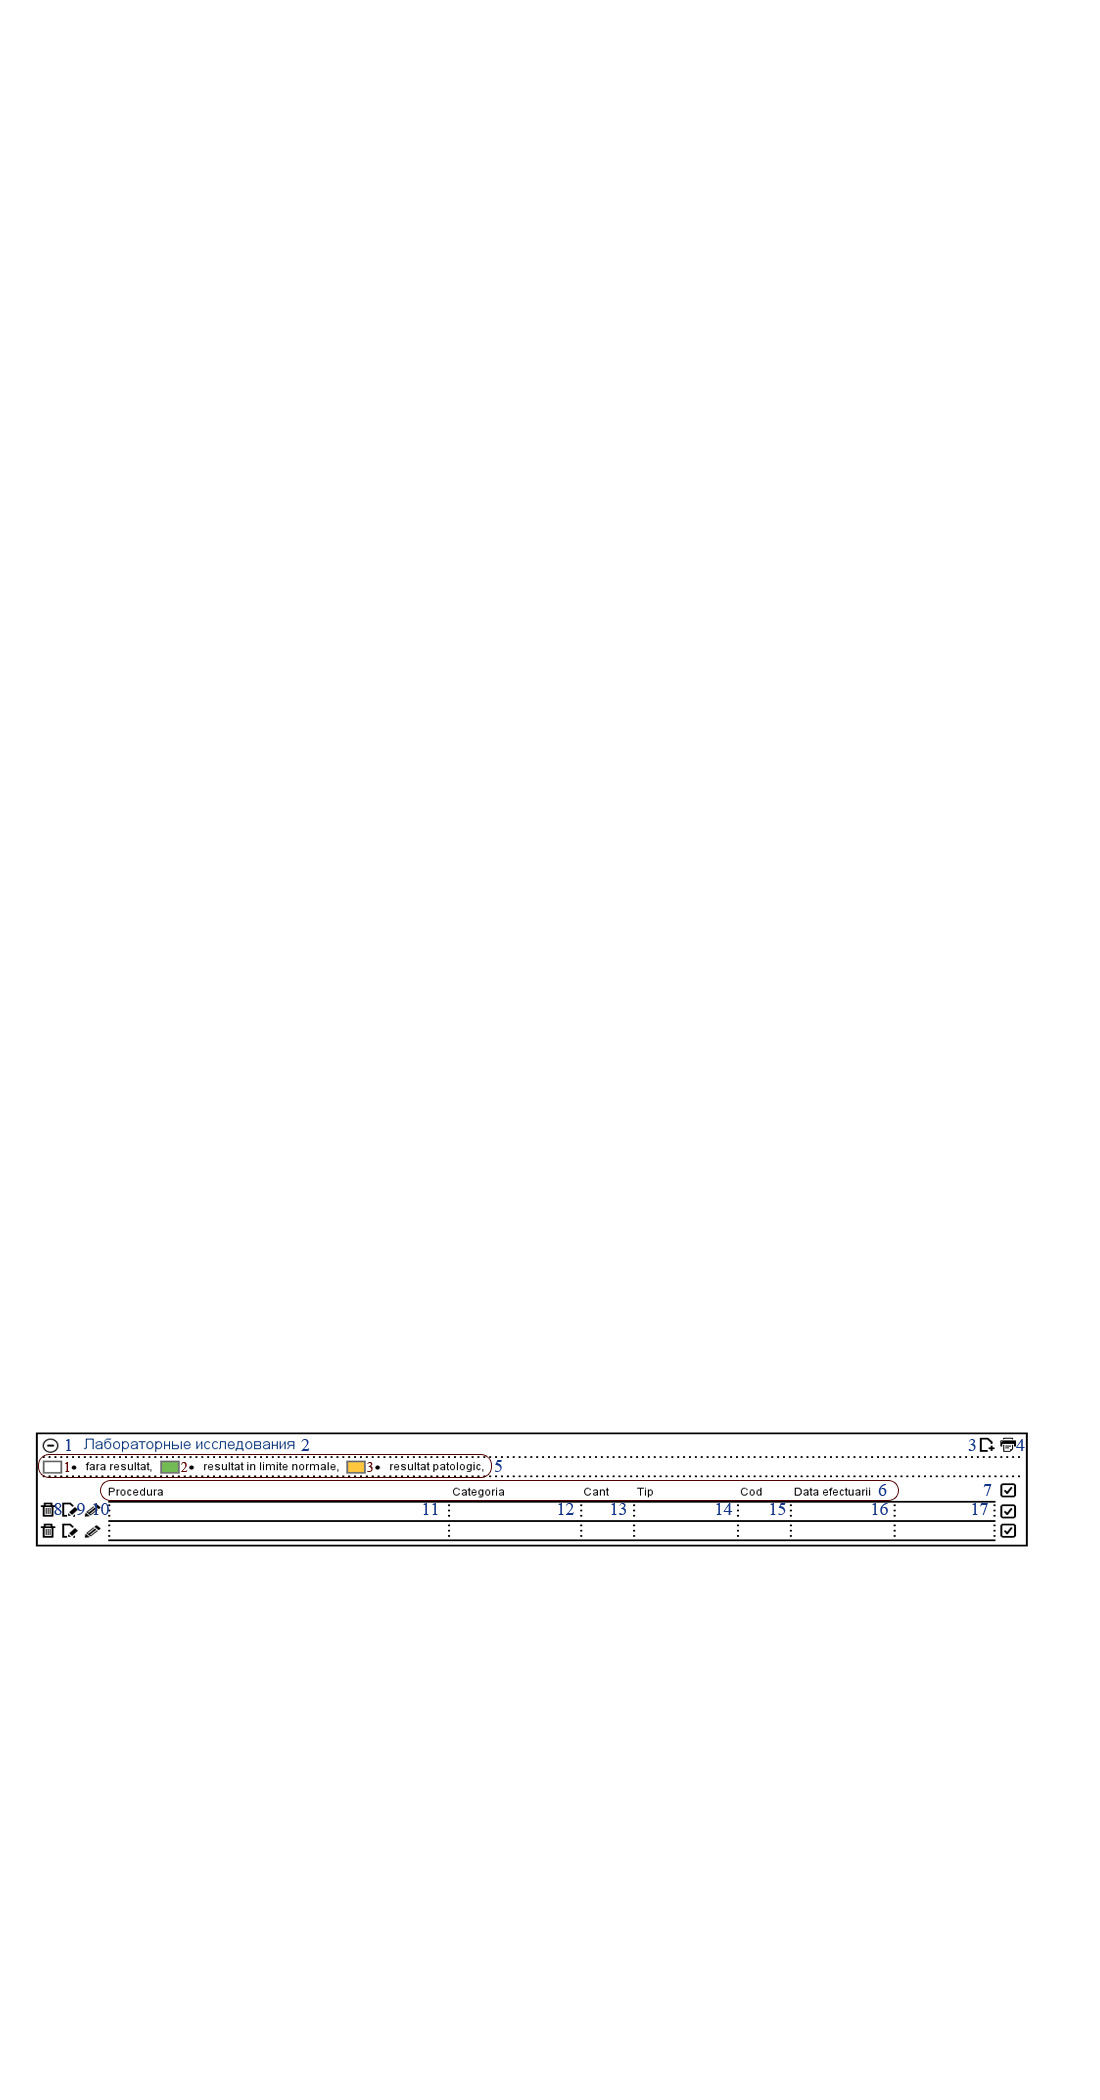 1 Лабораторные исследования 2 3 4
1• fara resultat, 2• resultat in limite normale, 3• resultat patologic, 5
Procedura Categoria Cant Tip Cod Data efectuarii 6 7
8 9 10 11 12 13 14 15 16 17